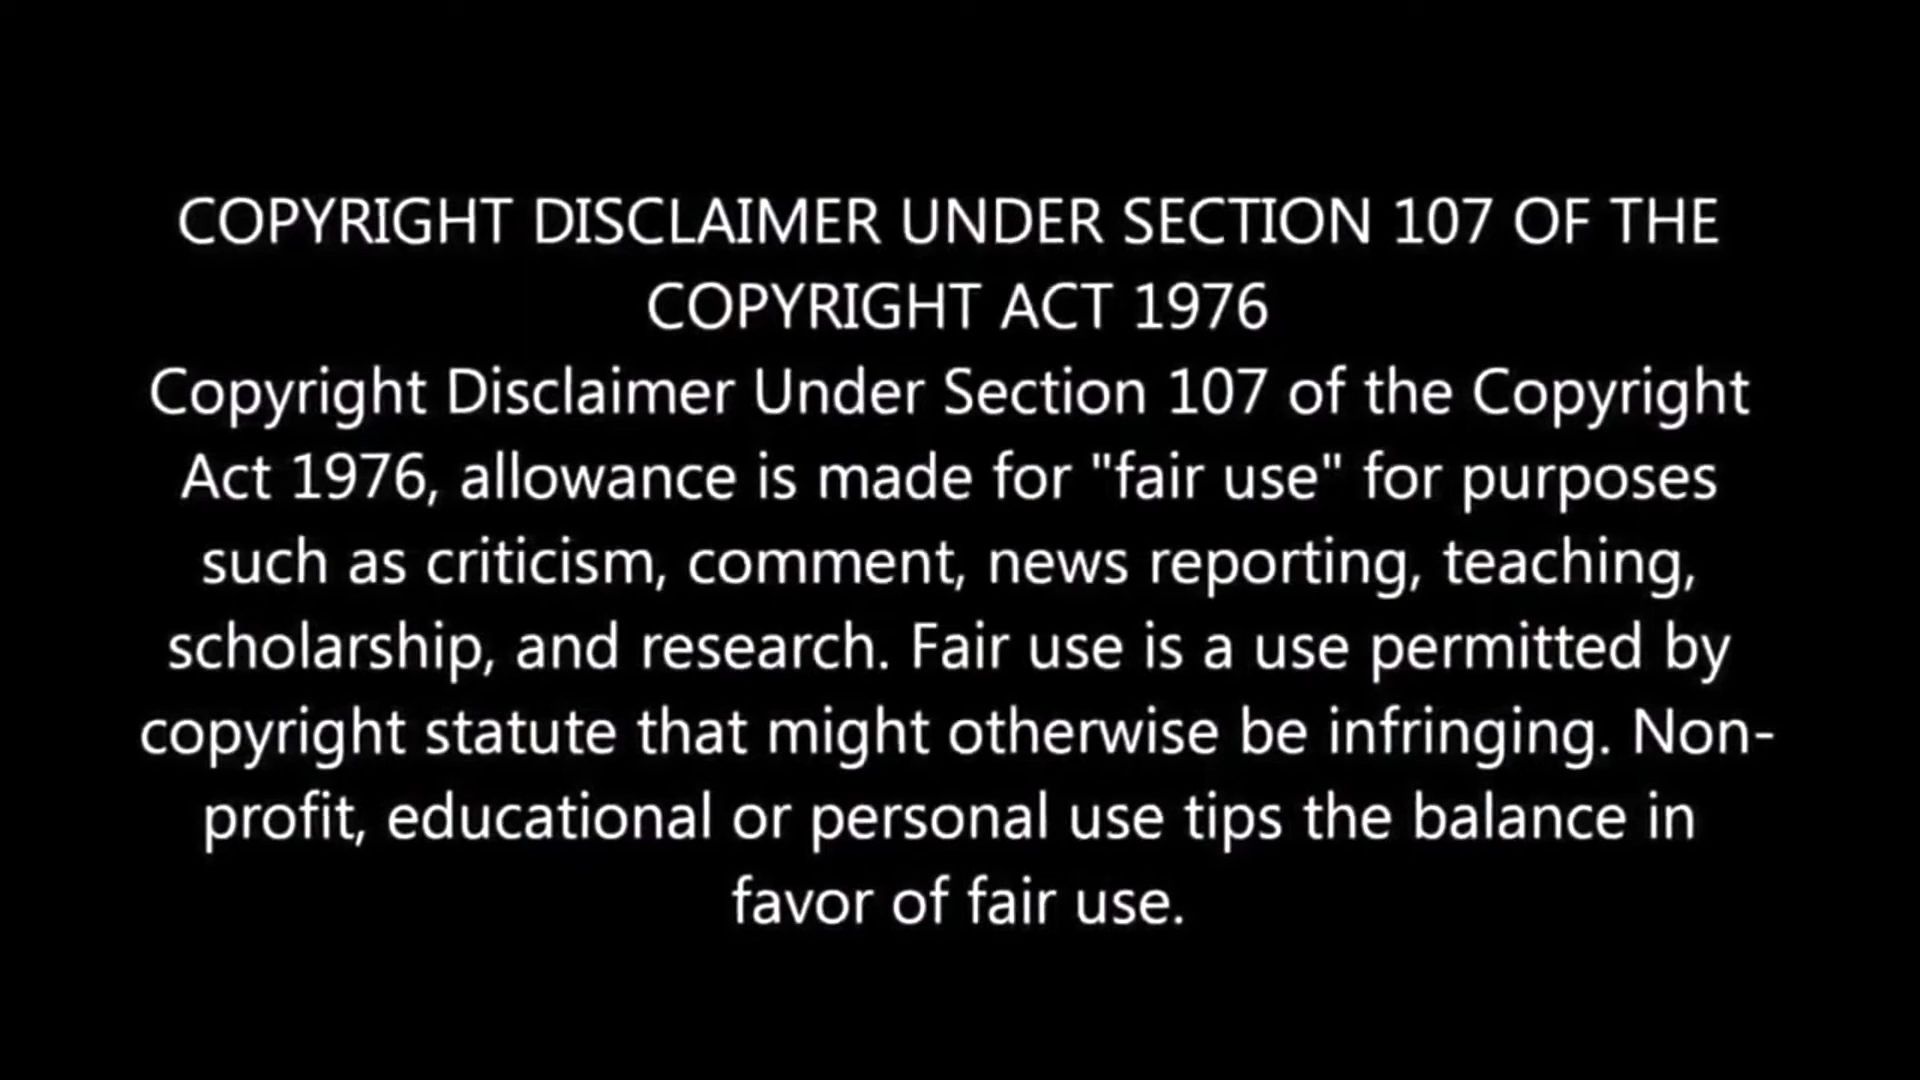 COPYRIGHT DISCLAIMER UNDER SECTION 107 OF THE
COPYRIGHT ACT 1976
Copyright Disclaimer Under Section 107 of the Copyright
Act 1976, allowance is made for "fair use" for purposes
such as criticism, comment, news reporting, teaching,
scholarship, and research. Fair use is a use permitted by
copyright statute that might otherwise be infringing. Non-
profit, educational or personal use tips the balance in
favor of fair use.